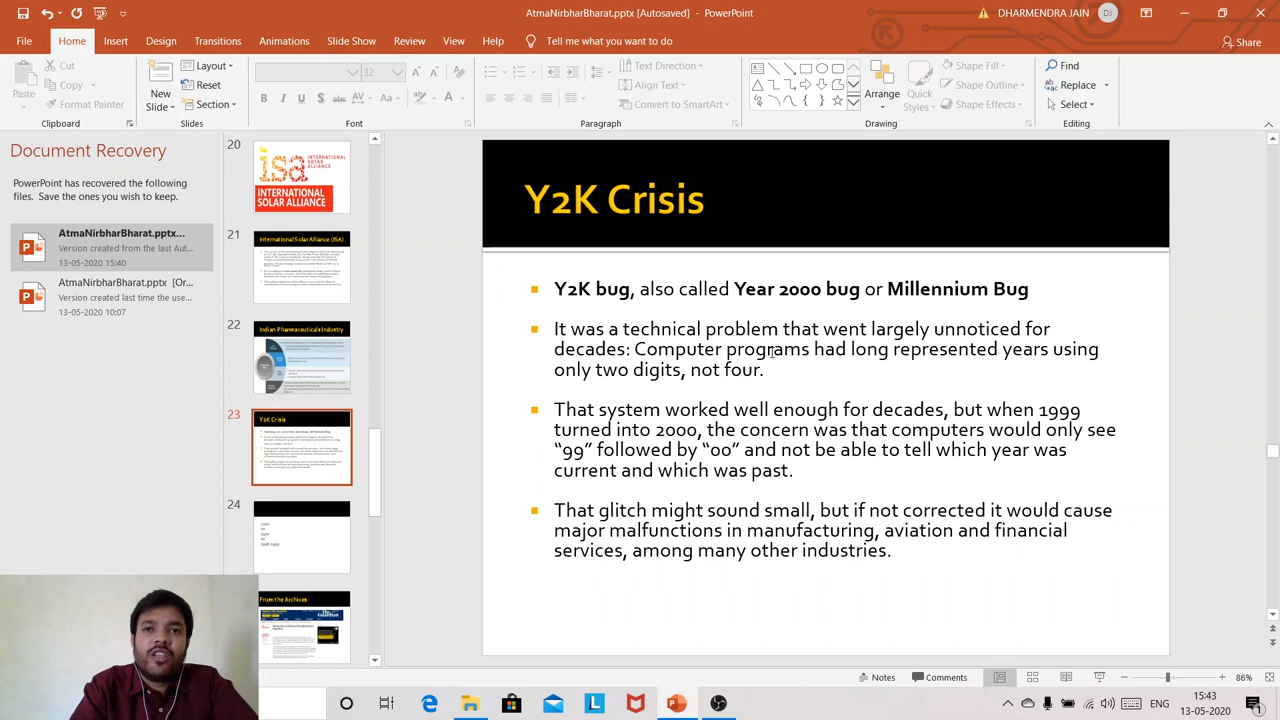 AtmaNirbharBharat.pptx - PowerPoint
DHARMENDRA JAIN
DJ
File Home Insert Design Transitions Animations Slide Show Review View Help Tell me what you want to do
Share
Paste
Cut
Copy
Format Painter
Clipboard
New
Slide
Layout
Reset
Section
Slides
32
B I U S abc AV Aa A
Font
Text Direction
Align Text
Convert to SmartArt
Paragraph
Arrange
Quick
Styles
Shape Fill
Shape Outline
Shape Effects
Drawing
Find
Replace
Select
Editing
Document Recovery
PowerPoint has recovered the following
files. Save the ones you wish to keep.
AtmaNirbharBharat.pptx...
Version created from the last Aut...
13-05-2020 15:40
AtmaNirbharBharat.pptx [Or...
Version created last time the use...
13-05-2020 10:07
20
isa INTERNATIONAL
SOLAR
ALLIANCE
INTERNATIONAL
SOLAR ALLIANCE
21
International Solar Alliance (ISA)
22
Indian Pharmaceuticals Industry
23
Y2K Crisis
24
From the Archives
Y2K Crisis
Y2K bug, also called Year 2000 bug or Millennium Bug
It was a technical problem that went largely unnoticed for
decades: Computer programs had long represented years using
only two digits, not four.
That system worked well enough for decades, but when 1999
turned into 2000, the concern was that computers would only see
“99” followed by “00” and not be able to tell which year was
current and which was past.
That glitch might sound small, but if not corrected it would cause
major malfunctions in manufacturing, aviation and financial
services, among many other industries.
Notes
Comments
86%
ENG
15:43
13-05-2020